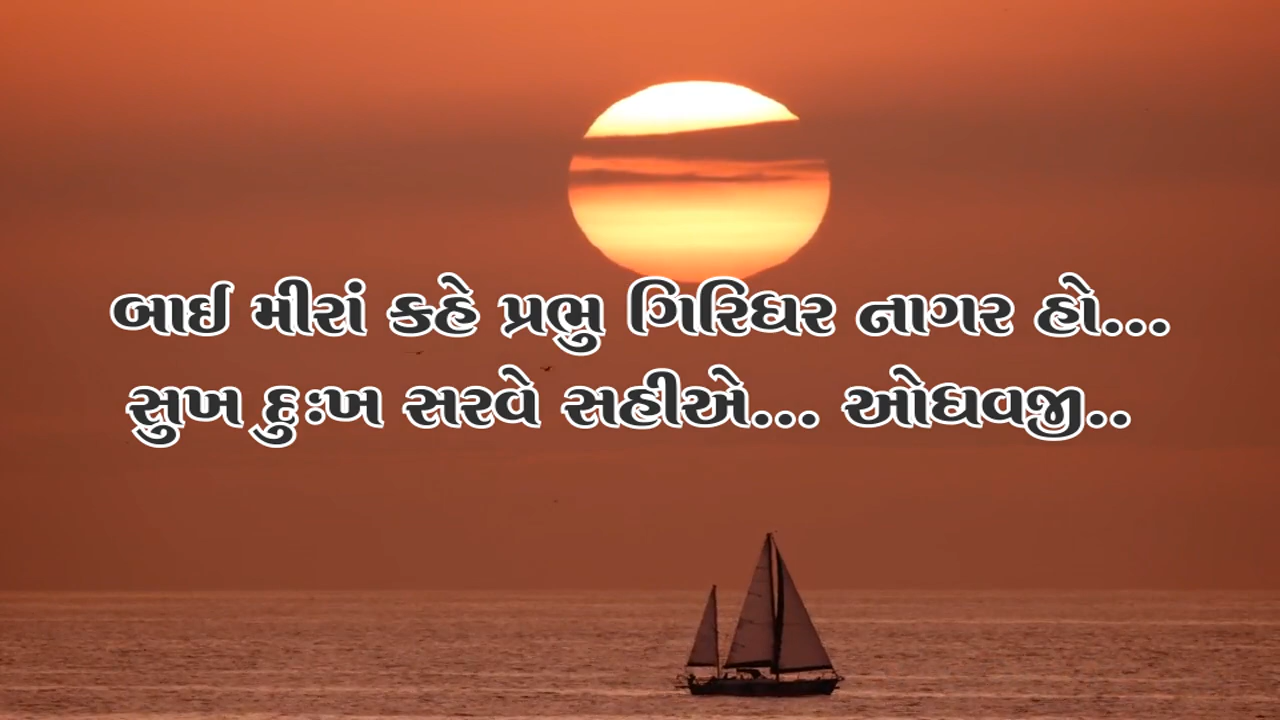 બાઈ મીરાં કહે પ્રભુ ગિરિધર નાગર હો...
સુખ દુઃખ સરવે સહીએ... ઓધવજી..